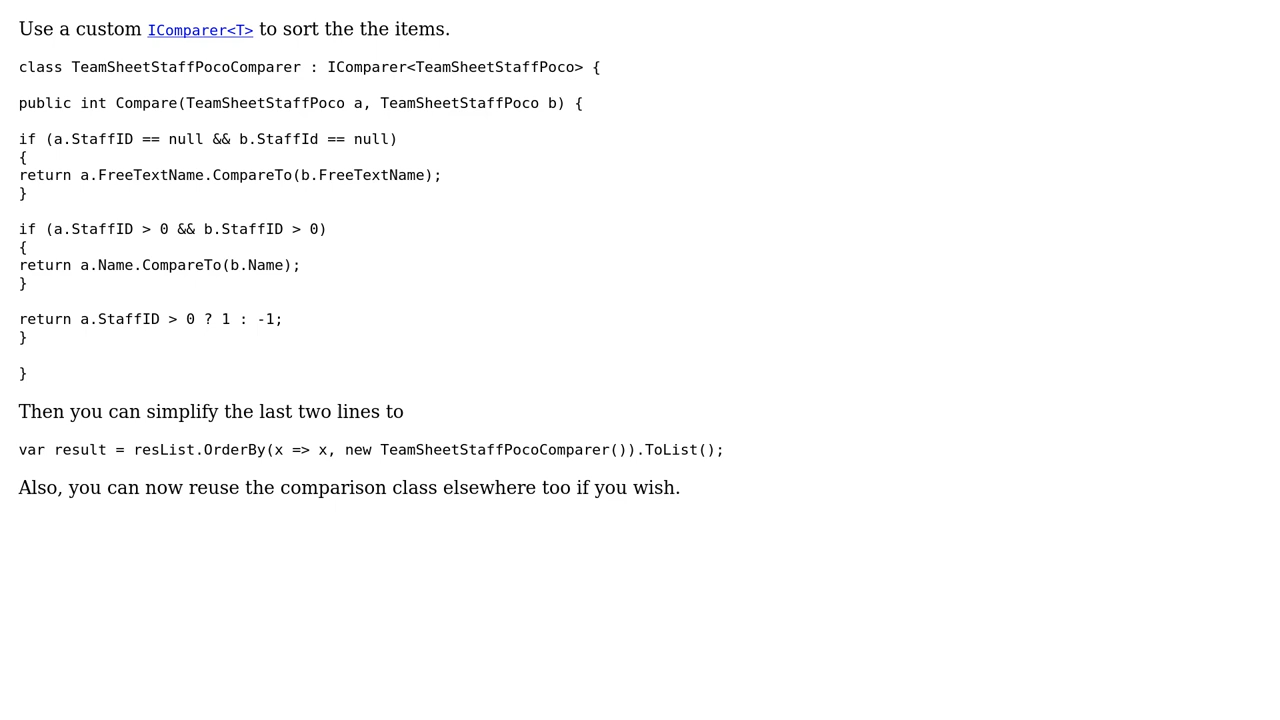 Use a custom IComparer<T> to sort the the items.
class TeamSheetStaffPocoComparer : IComparer<TeamSheetStaffPoco> {
public int Compare(TeamSheetStaffPoco a, TeamSheetStaffPoco b) {
if (a.StaffID == null && b.StaffId == null)
{
return a.FreeTextName.CompareTo(b.FreeTextName);
}
if (a.StaffID > 0 && b.StaffID > 0)
{
return a.Name.CompareTo(b.Name);
}
return a.StaffID > 0 ? 1 : -1;
}
}
Then you can simplify the last two lines to
var result = resList.OrderBy(x => x, new TeamSheetStaffPocoComparer()).ToList();
Also, you can now reuse the comparison class elsewhere too if you wish.